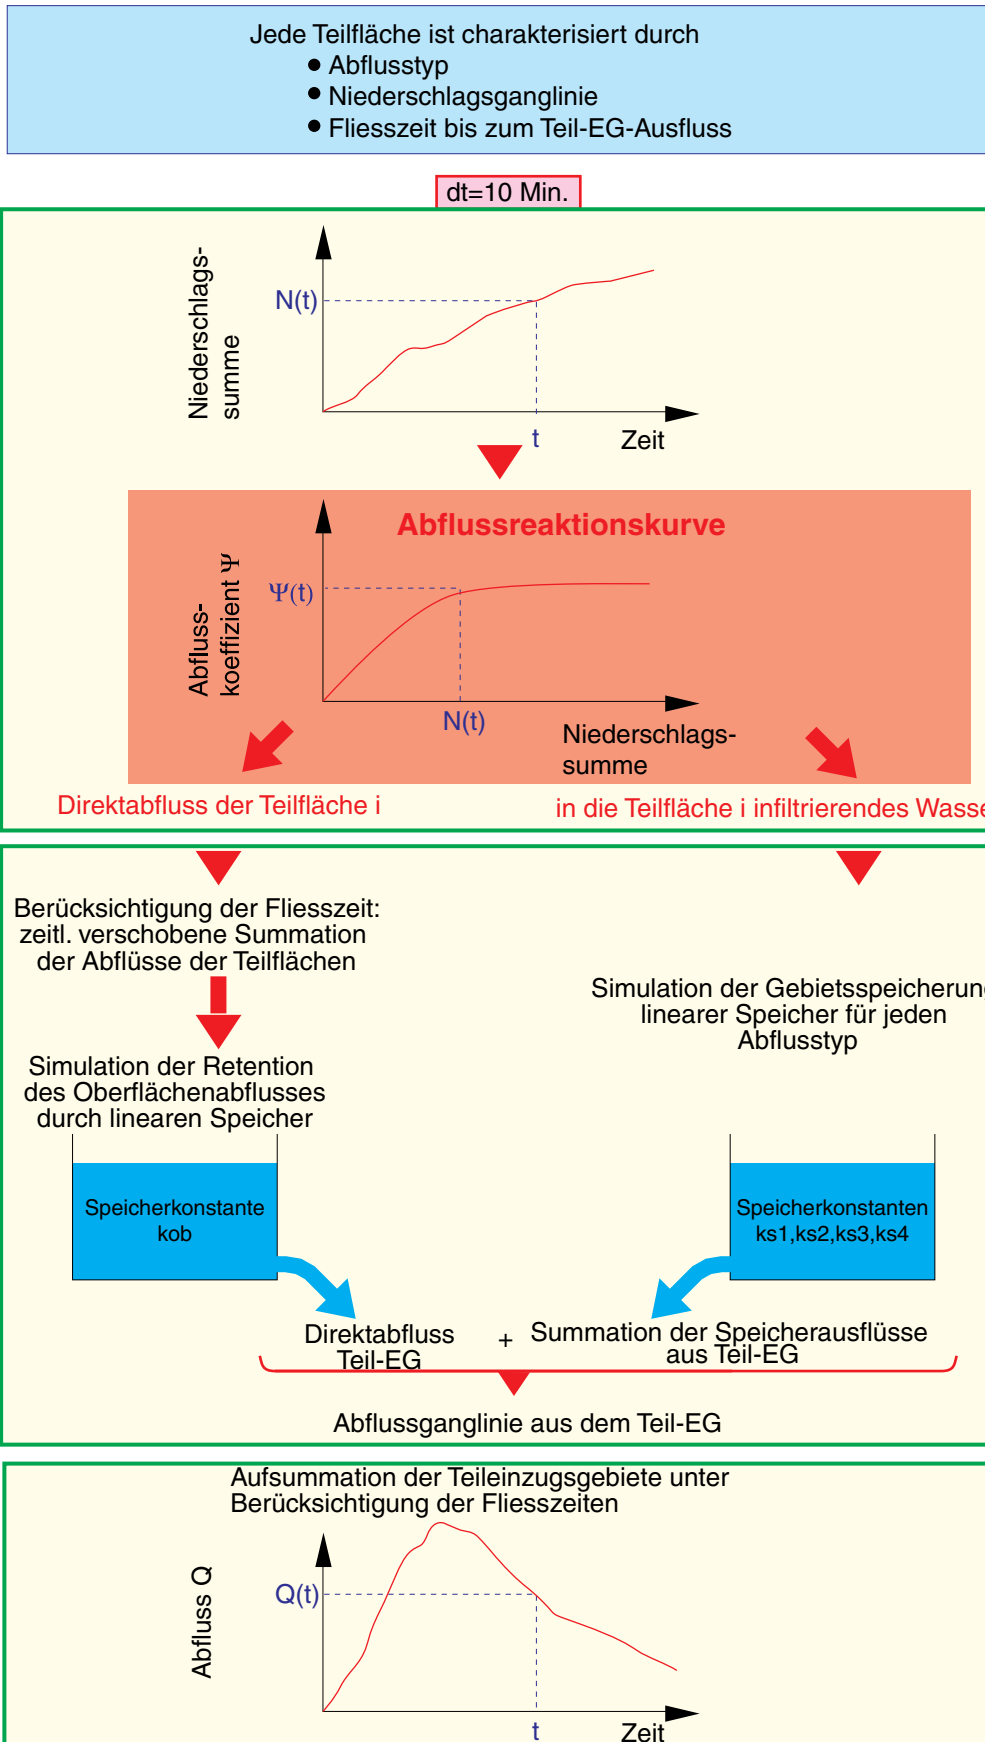 Jede Teilfläche ist charakterisiert durch
• Abflusstyp
• Niederschlagsganglinie
• Fliesszeit bis zum Teil-EG-Ausfluss
dt=10 Min.
Niederschlags-
summe
N(t)
t
Zeit
Abflussreaktionskurve
Abfluss-
koeffizient Ψ
Ψ(t)
N(t)
Niederschlags-
summe
Direktabfluss der Teilfläche i
in die Teilfläche i infiltrierendes Wasse
Berücksichtigung der Fliesszeit:
zeitl. verschobene Summation
der Abflüsse der Teilflächen
Simulation der Retention
des Oberflächenabflusses
durch linearen Speicher
Speicherkonstante
kob
Simulation der Gebietsspeicherung
linearer Speicher für jeden
Abflusstyp
Speicherkonstanten
ks1,ks2,ks3,ks4
Direktabfluss
Teil-EG
+
Summation der Speicherausflüsse
aus Teil-EG
Abflussganglinie aus dem Teil-EG
Aufsummation der Teileinzugsgebiete unter
Berücksichtigung der Fliesszeiten
Abfluss Q
Q(t)
t
Zeit